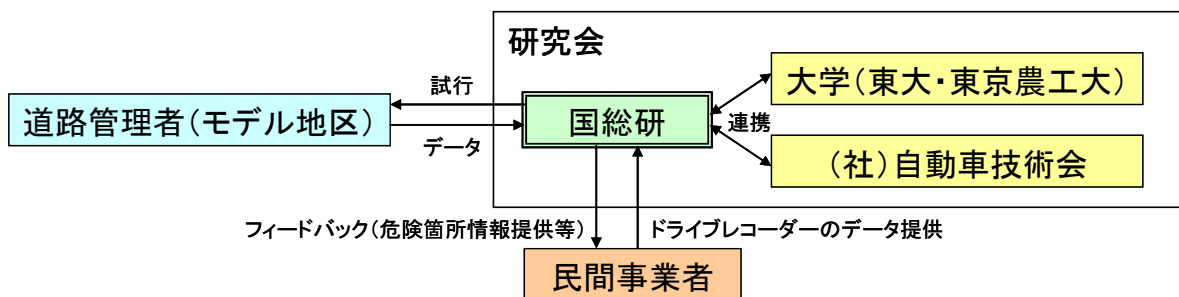 研究会
大学(東大・東京農工大)
試行
道路管理者(モデル地区)
国総研
連携
データ
(社)自動車技術会
フィードバック(危険箇所情報提供等)
ドライブレコーダーのデータ提供
民間事業者